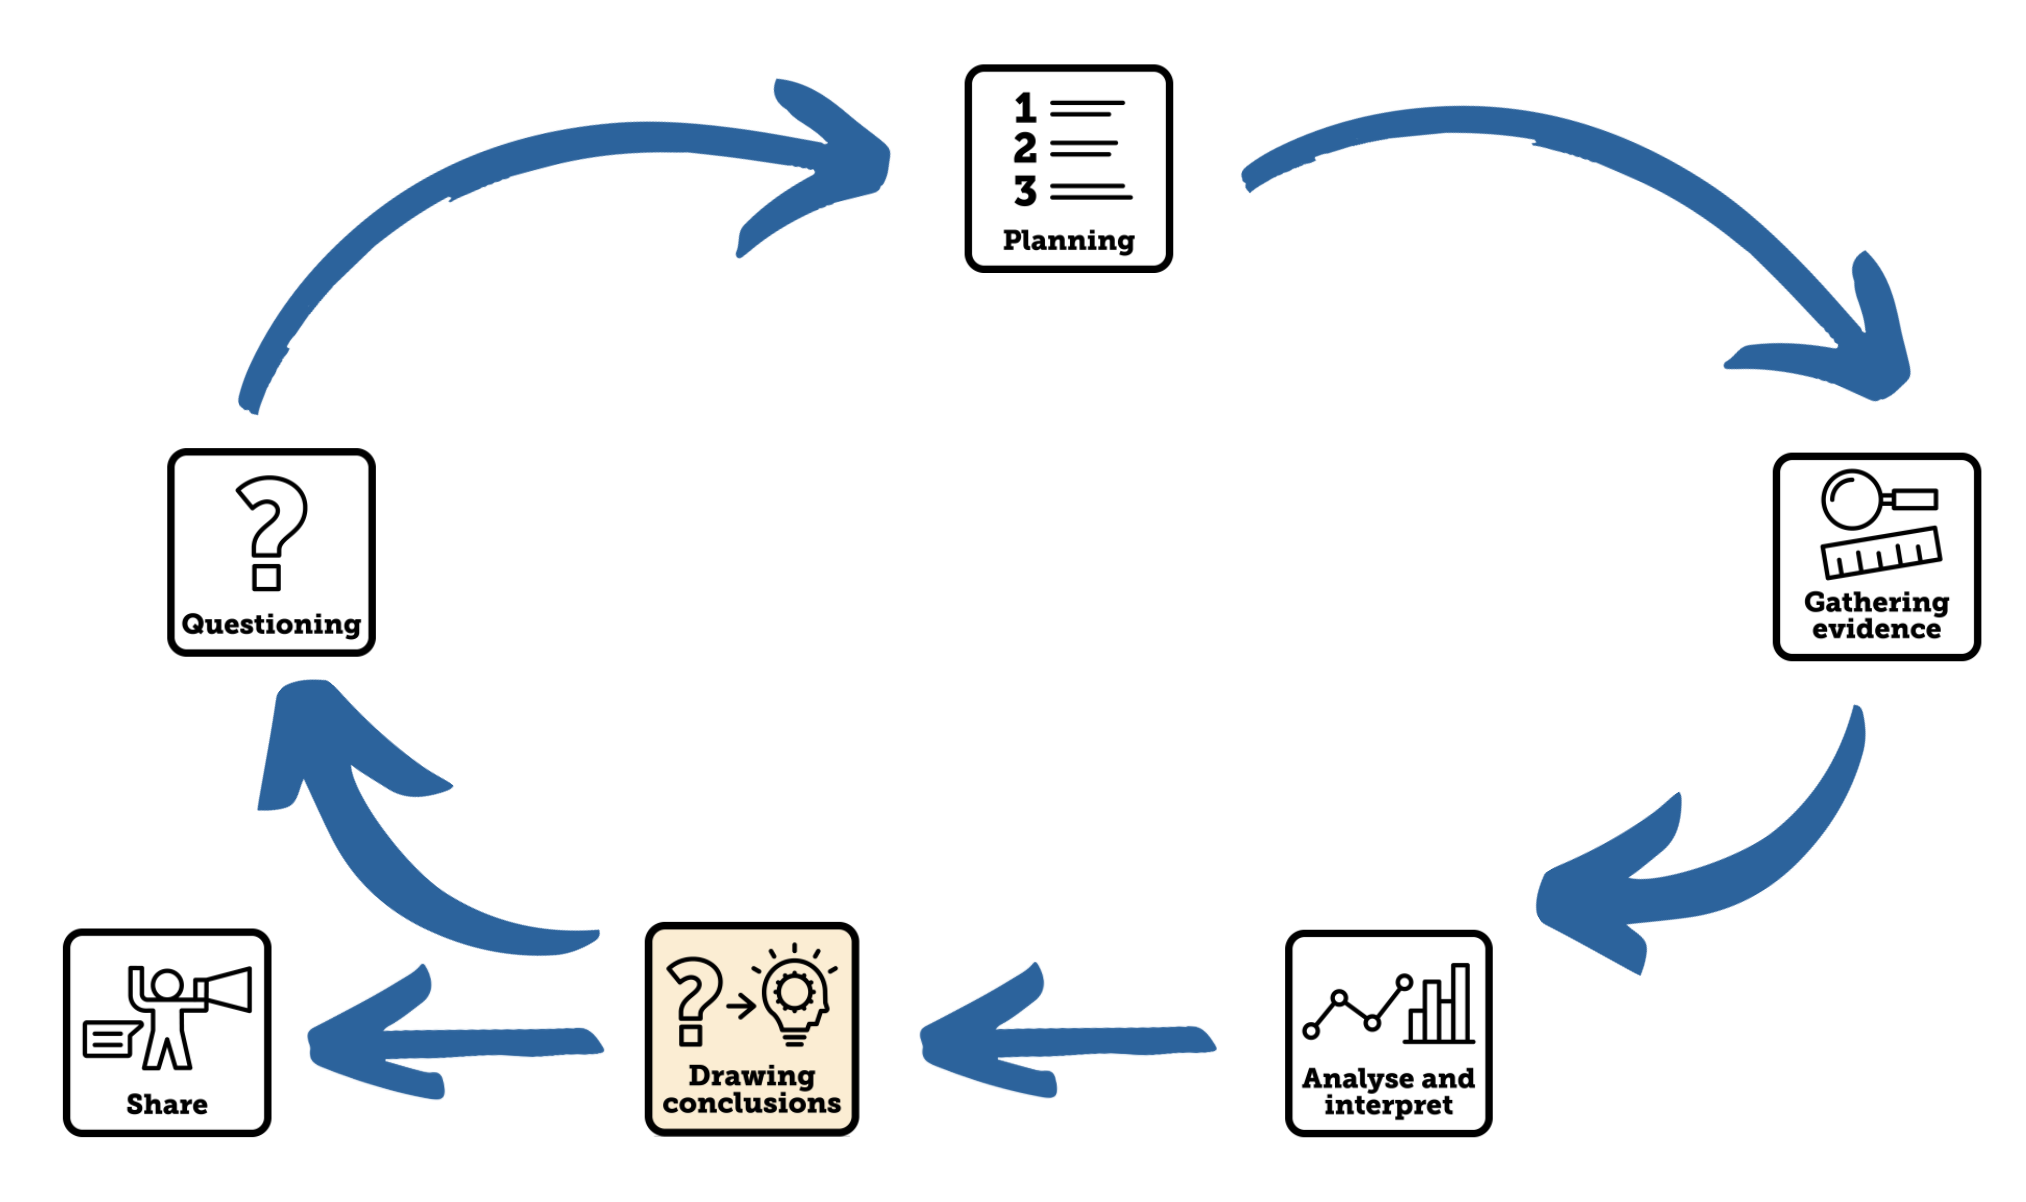 1
2
3
Planning
Questioning
Gathering
evidence
Share
Drawing
conclusions
Analyse and
interpret